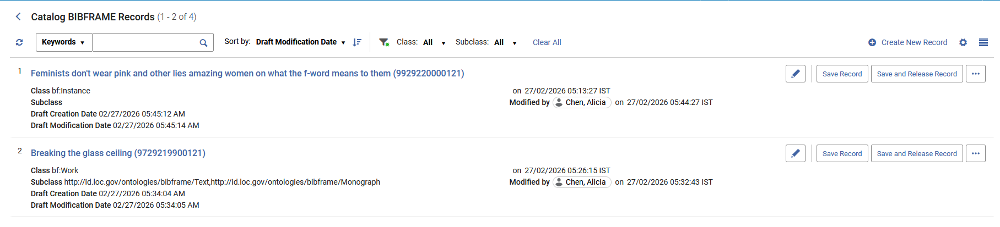 Catalog BIBFRAME Records (1 - 2 of 4)
Keywords Sort by: Draft Modification Date Class: All Subclass: All Clear All Create New Record
1 Feminists don't wear pink and other lies amazing women on what the f-word means to them (9929220000121) Save Record Save and Release Record
Class bf:Instance on 27/02/2026 05:13:27 IST
Subclass Modified by Chen, Alicia on 27/02/2026 05:44:27 IST
Draft Creation Date 02/27/2026 05:45:12 AM
Draft Modification Date 02/27/2026 05:45:14 AM
2 Breaking the glass ceiling (9729219900121) Save Record Save and Release Record
Class bf:Work on 27/02/2026 05:26:15 IST
Subclass http://id.loc.gov/ontologies/bibframe/Text,http://id.loc.gov/ontologies/bibframe/Monograph Modified by Chen, Alicia on 27/02/2026 05:32:43 IST
Draft Creation Date 02/27/2026 05:34:04 AM
Draft Modification Date 02/27/2026 05:34:05 AM